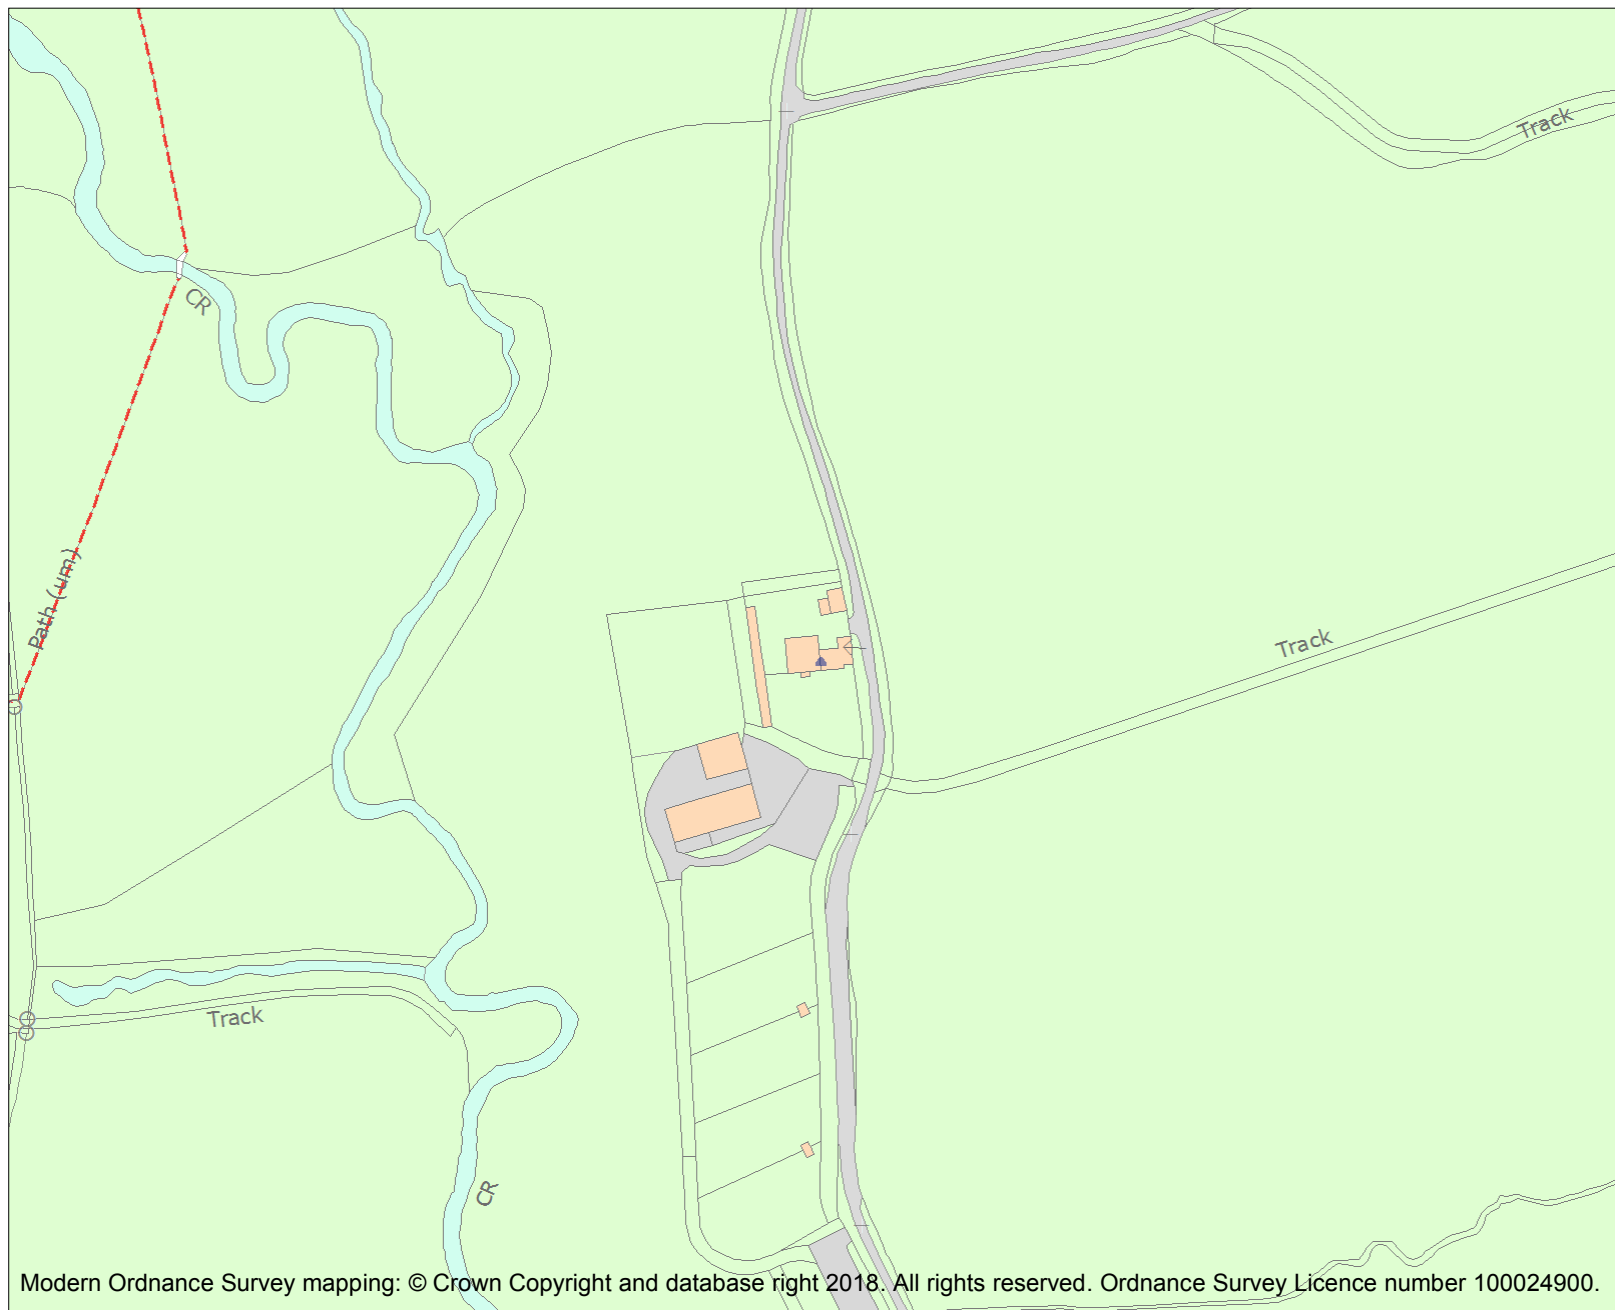 Track
CR
Path (um)
Track
Track
CR
Modern Ordnance Survey mapping: © Crown Copyright and database right 2018. All rights reserved. Ordnance Survey Licence number 100024900.